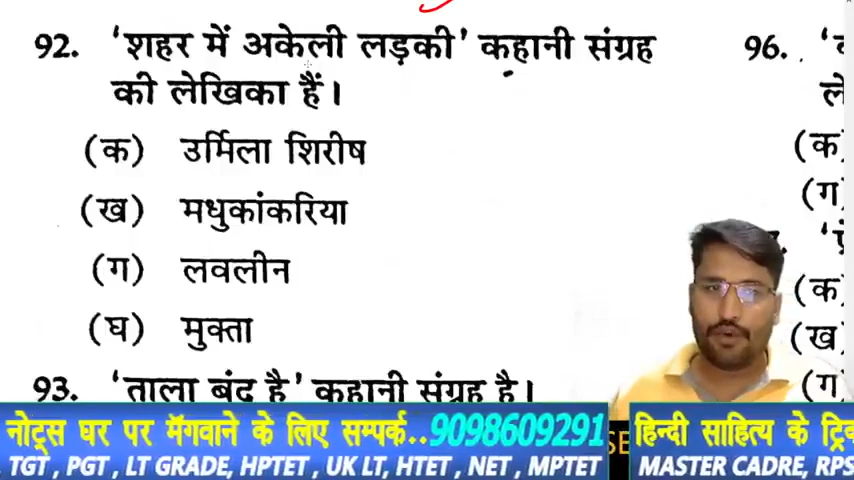 92. 'शहर में अकेली लड़की' कहानी संग्रह
की लेखिका हैं।
(क) उर्मिला शिरीष
(ख) मधुकांकरिया
(ग) लवलीन
(घ) मुक्ता
93. 'ताला बंद है' कहानी संग्रह है।
96.
(क)
(ग)
(क)
(ख)
(ग)
नोट्स घर पर मॅगवाने के लिए सम्पर्क..9098609291
हिन्दी साहित्य के
TGT , PGT , LT GRADE, HPTET , UK LT, HTET , NET , MPTET
MASTER CADRE,